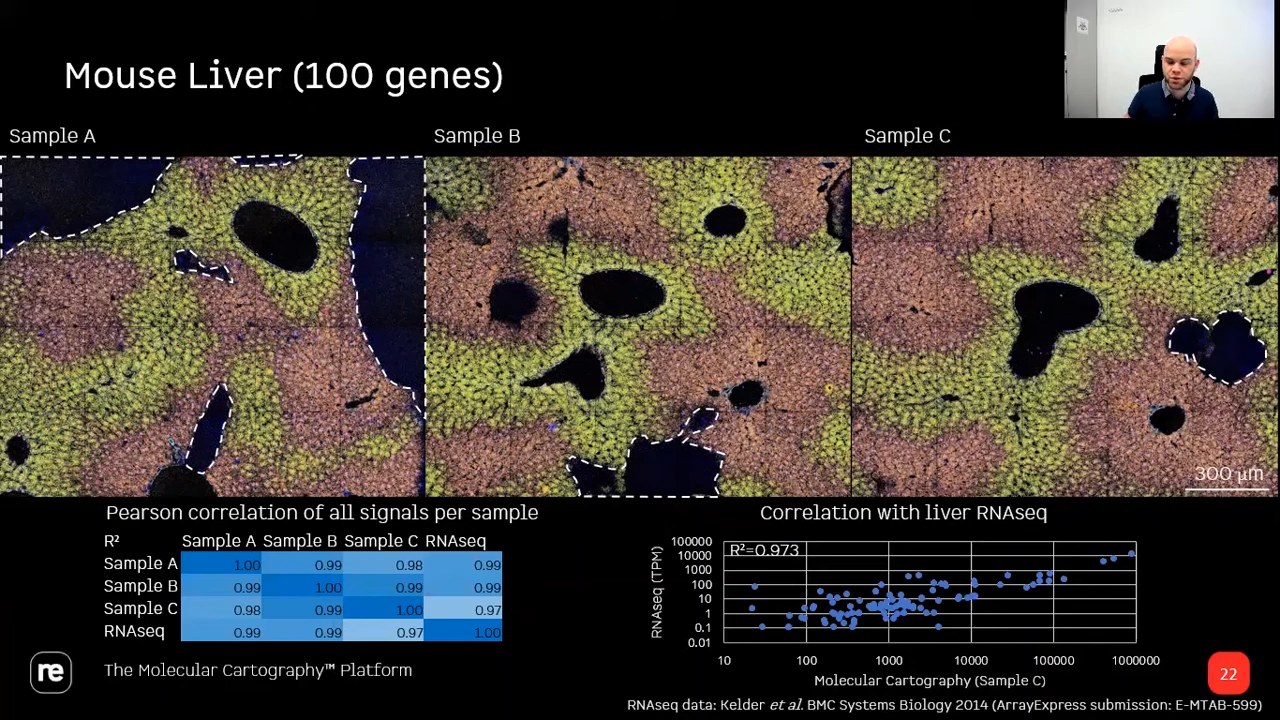 Mouse Liver (100 genes)
Sample A
Sample B
Sample C
300 µm
Pearson correlation of all signals per sample
R² Sample A Sample B Sample C RNAseq
Sample A 1.00 0.99 0.98 0.99
Sample B 0.99 1.00 0.99 0.99
Sample C 0.98 0.99 1.00 0.97
RNAseq 0.99 0.99 0.97 1.00
Correlation with liver RNAseq
R²=0.973
RNAseq (TPM)
100000
10000
1000
100
10
1
0.1
0.01
10 100 1000 10000 100000 1000000
Molecular Cartography (Sample C)
re
The Molecular Cartography™ Platform
22
RNAseq data: Kelder et al. BMC Systems Biology 2014 (ArrayExpress submission: E-MTAB-599)